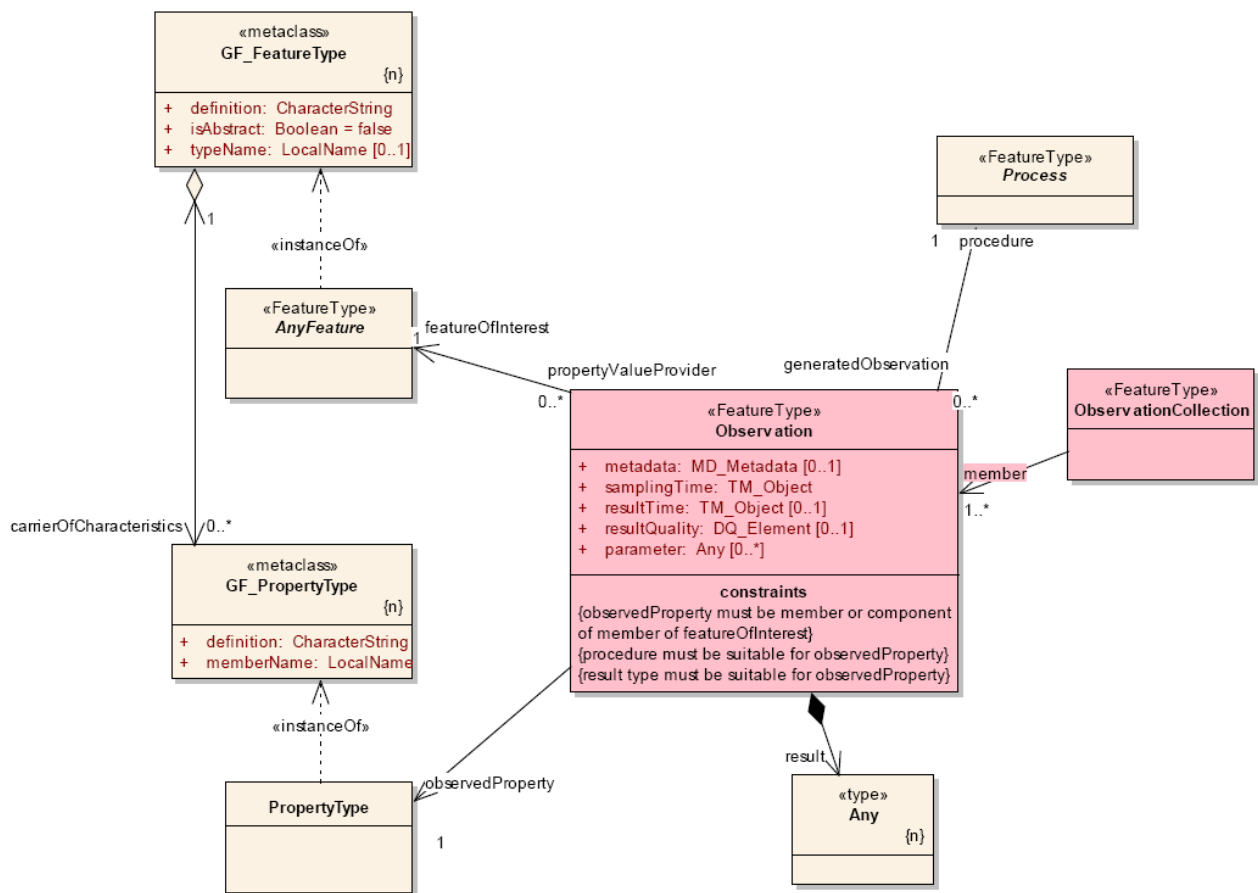 «metaclass»
GF_FeatureType
{n}
+ definition: CharacterString
+ isAbstract: Boolean = false
+ typeName: LocalName [0..1]
1
«instanceOf»
«FeatureType»
AnyFeature
«FeatureType»
Process
1 procedure
1 featureOfInterest
propertyValueProvider
0..*
generatedObservation
0..*
«FeatureType»
Observation
+ metadata: MD_Metadata [0..1]
+ samplingTime: TM_Object
+ resultTime: TM_Object [0..1]
+ resultQuality: DQ_Element [0..1]
+ parameter: Any [0..*]
constraints
{observedProperty must be member or component
of member of featureOfInterest}
{procedure must be suitable for observedProperty}
{result type must be suitable for observedProperty}
«FeatureType»
ObservationCollection
member
1..*
carrierOfCharacteristics 0..*
«metaclass»
GF_PropertyType
{n}
+ definition: CharacterString
+ memberName: LocalName
«instanceOf»
PropertyType
observedProperty
1
result
«type»
Any
{n}